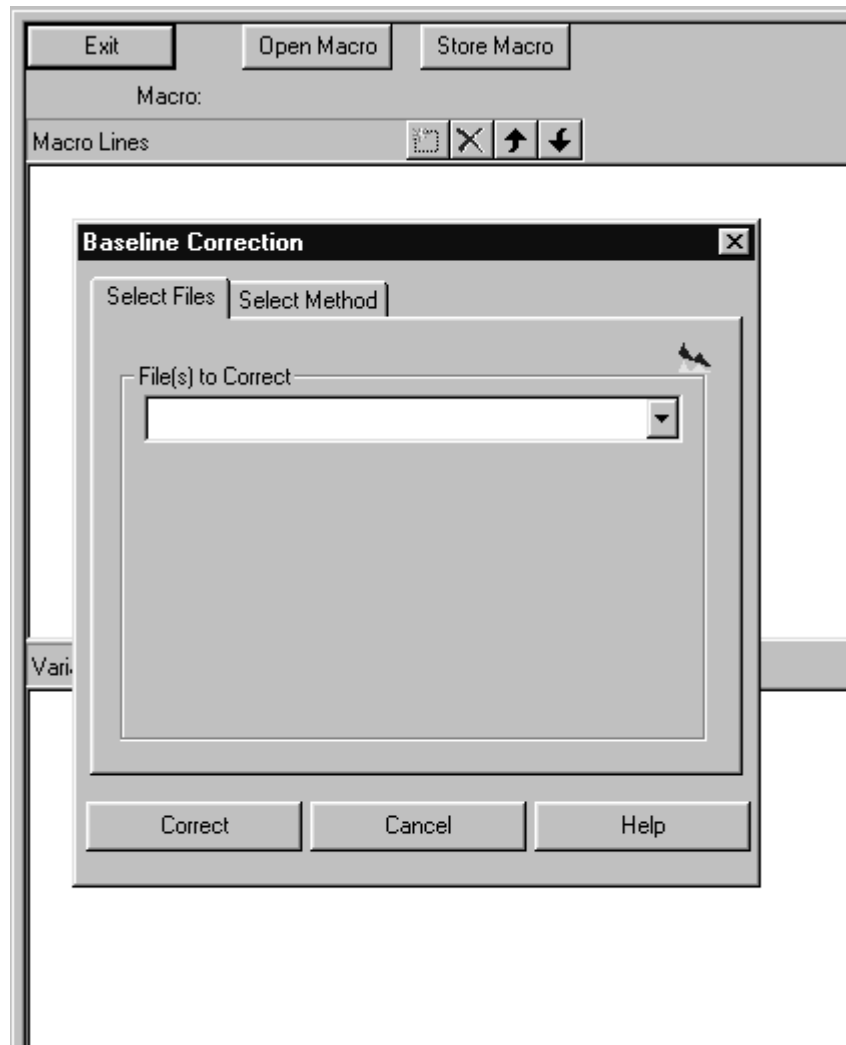 Exit
Open Macro
Store Macro
Macro:
Macro Lines
Baseline Correction
Select Files
Select Method
File(s) to Correct
Vari
Correct
Cancel
Help